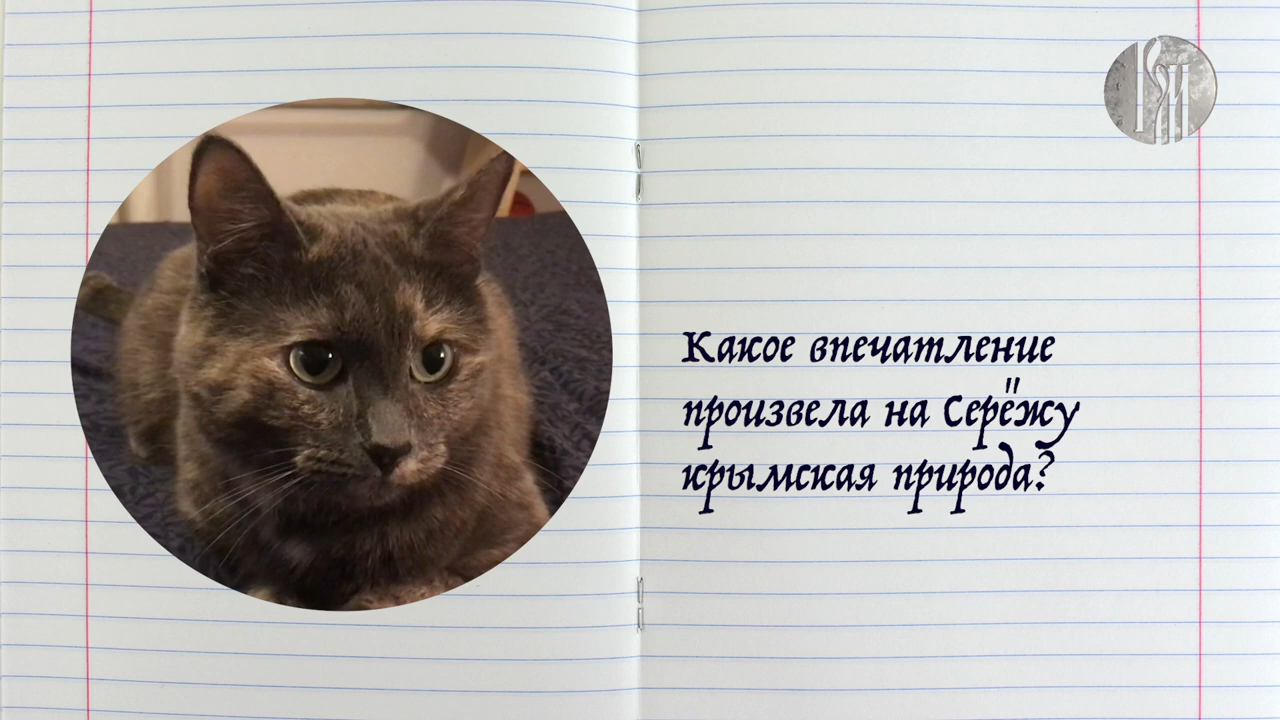 Какое впечатление
произвела на Серёжу
крымская природа?